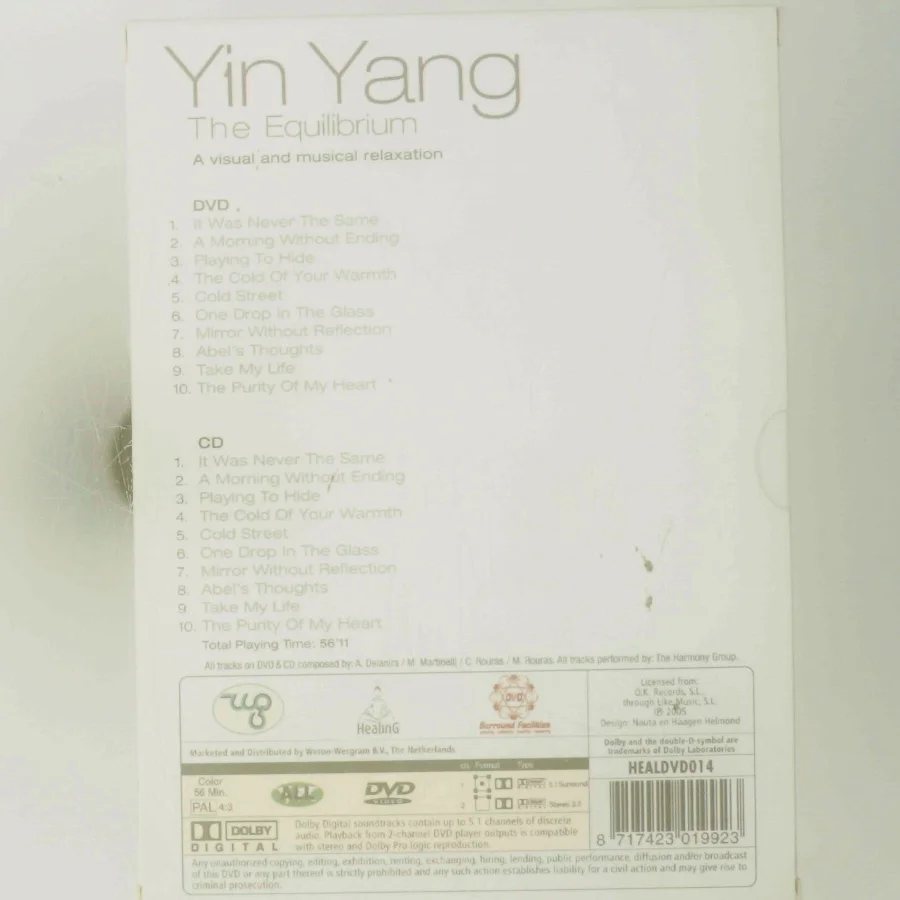 Yin Yang
The Equilibrium
A visual and musical relaxation
DVD
1. It Was Never The Same
2. A Morning Without Ending
3. Playing To Hide
4. The Cold Of Your Warmth
5. Cold Street
6. One Drop In The Glass
7. Mirror Without Reflection
8. Abel's Thoughts
9. Take My Life
10. The Purity Of My Heart
CD
1. It Was Never The Same
2. A Morning Without Ending
3. Playing To Hide
4. The Cold Of Your Warmth
5. Cold Street
6. One Drop In The Glass
7. Mirror Without Reflection
8. Abel's Thoughts
9. Take My Life
10. The Purity Of My Heart
Total Playing Time: 56'11
All tracks on DVD & CD composed by: A. / M. Martinelli / C. Rouras / M. Rouras. All tracks performed by: The Harmony Group.
wg
HealinG
DVD
Surround Facilities
Licensed from:
O.K. Records, S.L.
through Like Music, S.L.
℗ 2005
Design: Nauta en Haagen Helmond
Marketed and Distributed by Weton-Wesgram B.V., The Netherlands
Dolby and the double-D symbol are
trademarks of Dolby Laboratories
HEALDVD014
Color
56 Min.
PAL 4:3
ALL
DVD
VIDEO
Format Type
1 5.1 Surround
2 Stereo 2.0
DOLBY
DIGITAL
Dolby Digital soundtracks contain up to 5.1 channels of discrete
audio. Playback from 2-channel DVD player outputs is compatible
with stereo and Dolby Pro-logic reproduction.
8 717423 019923
Any unauthorized copying, editing, exhibition, renting, exchanging, hiring, lending, public performance, diffusion and/or broadcast
of this DVD or any part thereof is strictly prohibited and any such action establishes liability for a civil action and may give rise to
criminal prosecution.